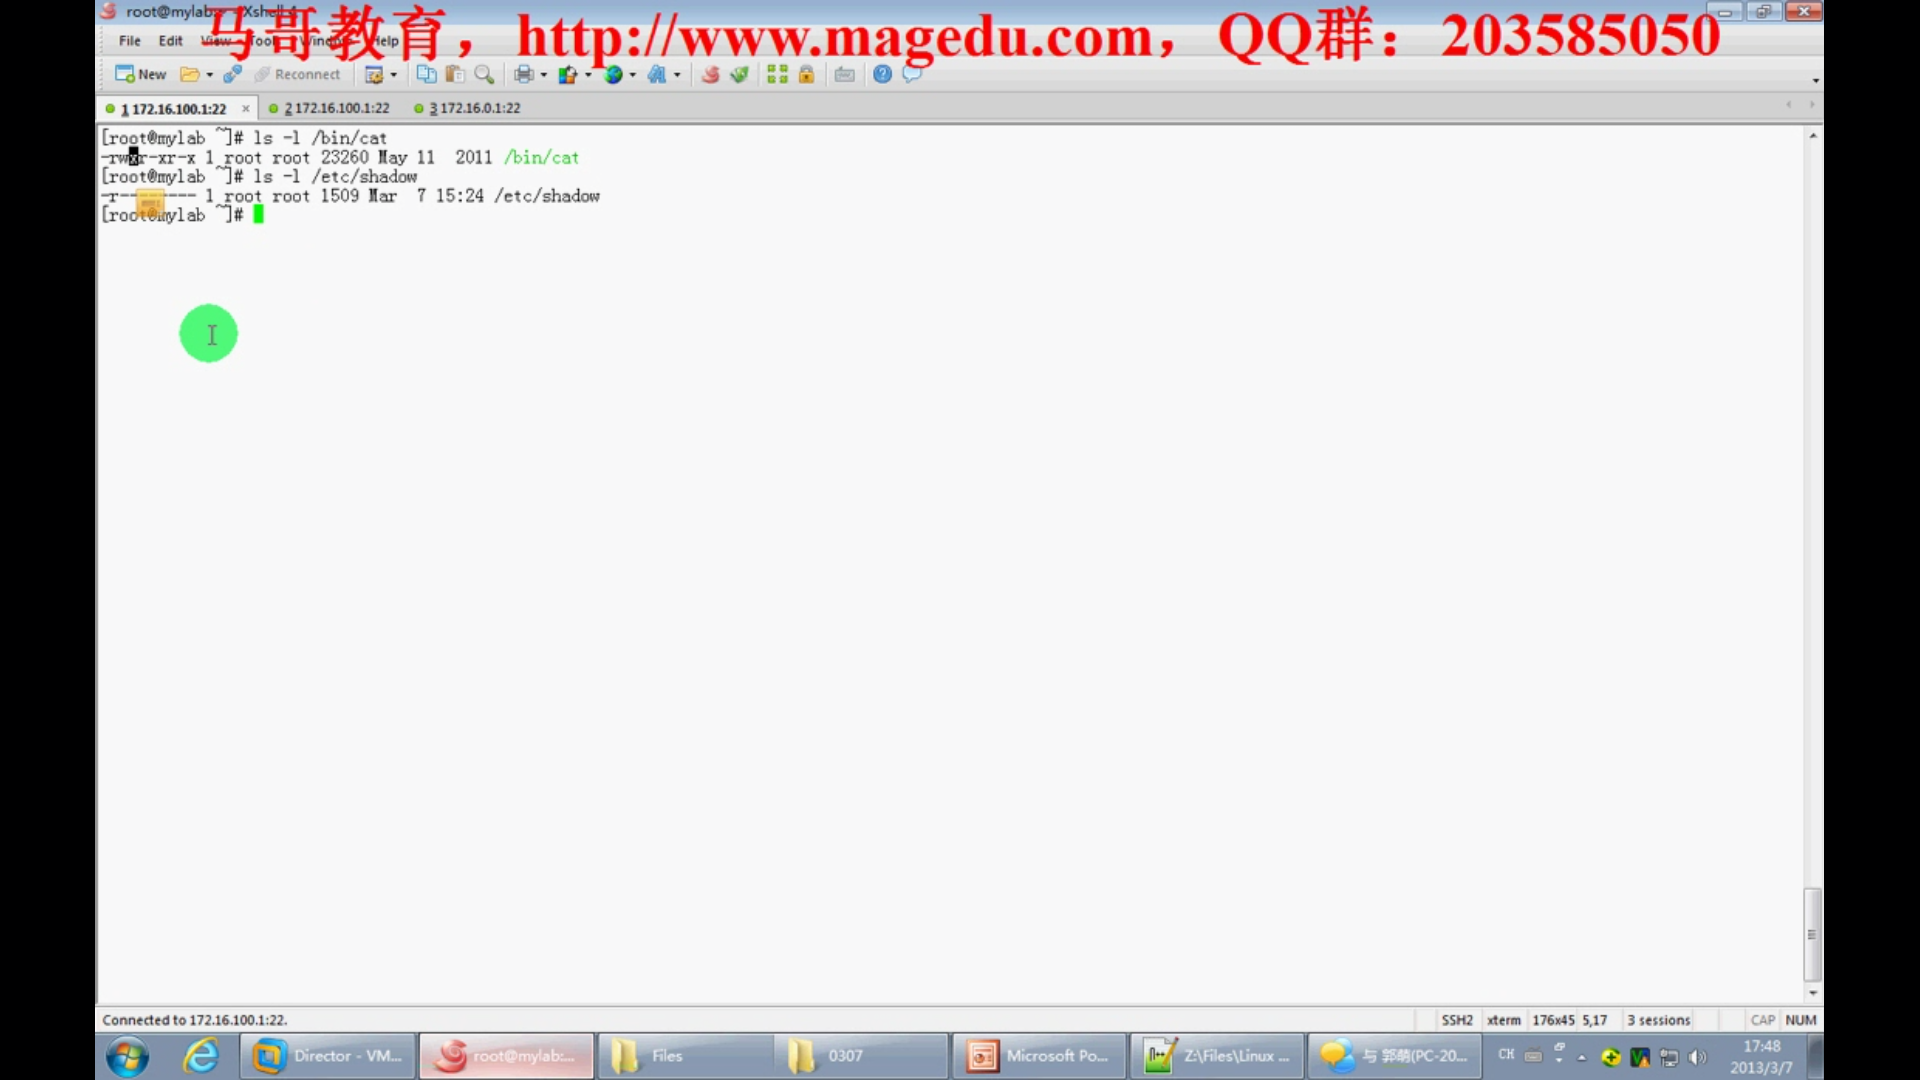 root@mylab:~ - Xshell 4
马哥教育，http://www.magedu.com，QQ群：203585050
File Edit View Tools Window Help
New Reconnect
1 172.16.100.1:22 × 2 172.16.100.1:22 3 172.16.0.1:22
[root@mylab ~]# ls -l /bin/cat
-rwxr-xr-x 1 root root 23260 May 11  2011 /bin/cat
[root@mylab ~]# ls -l /etc/shadow
-r-------- 1 root root 1509 Mar  7 15:24 /etc/shadow
[root@mylab ~]#
Connected to 172.16.100.1:22.
SSH2 xterm 176x45 5,17 3 sessions CAP NUM
Director - VM... root@mylab:... Files 0307 Microsoft Po... Z:\Files\Linux ... 与 郭萌(PC-20... CH 17:48
2013/3/7